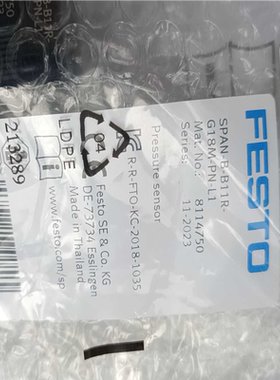 FESTO
SPAN-P-B11R-
G18M-PN-L1
Mat. No.: 8114750
Series: 11-2023
Pressure sensor
R-R-FTO-KC-2018-1035
Festo SE & Co. KG
DE-73734 Esslingen
Made in Thailand
04
LDPE
www.festo.com/sp